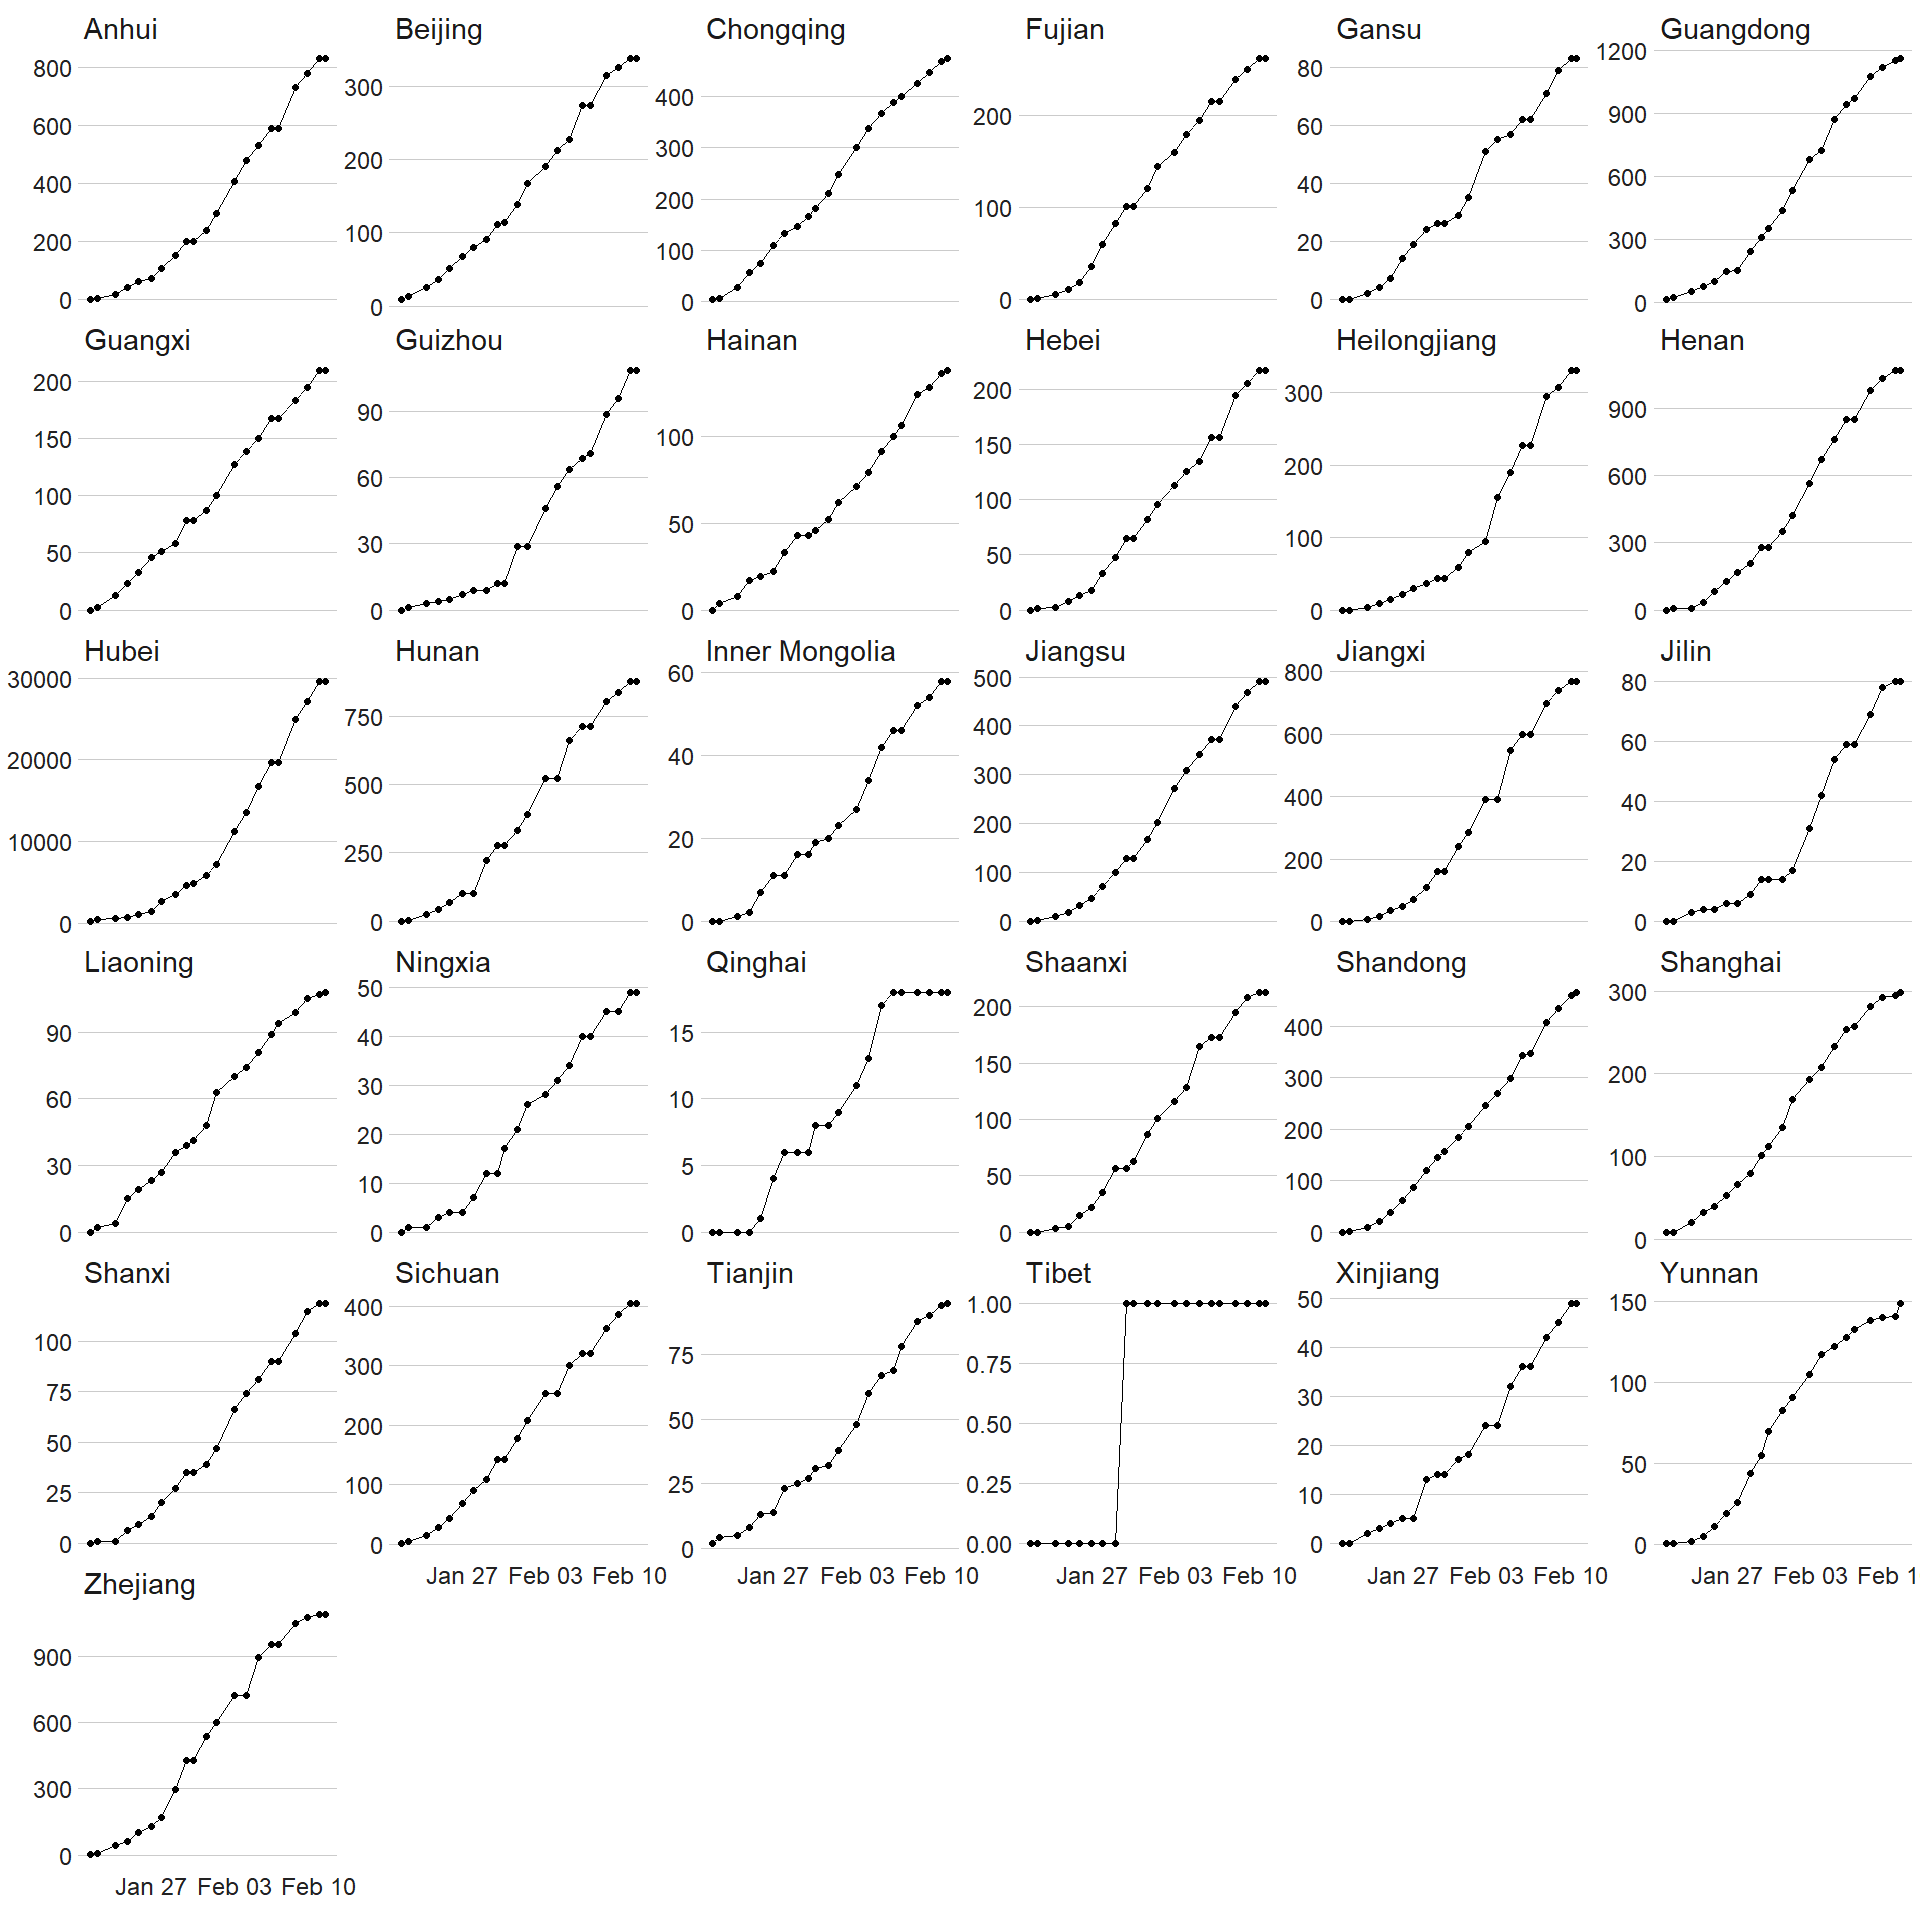 Anhui Beijing Chongqing Fujian Gansu Guangdong
800 600 400 200 0
300 200 100 0
400 300 200 100 0
200 100 0
80 60 40 20 0
1200 900 600 300 0
Guangxi Guizhou Hainan Hebei Heilongjiang Henan
200 150 100 50 0
90 60 30 0
100 50 0
200 150 100 50 0
300 200 100 0
900 600 300 0
Hubei Hunan Inner Mongolia Jiangsu Jiangxi Jilin
30000 20000 10000 0
750 500 250 0
60 40 20 0
500 400 300 200 100 0
800 600 400 200 0
80 60 40 20 0
Liaoning Ningxia Qinghai Shaanxi Shandong Shanghai
90 60 30 0
50 40 30 20 10 0
15 10 5 0
200 150 100 50 0
400 300 200 100 0
300 200 100 0
Shanxi Sichuan Tianjin Tibet Xinjiang Yunnan
100 75 50 25 0
400 300 200 100 0
75 50 25 0
1.00 0.75 0.50 0.25 0.00
50 40 30 20 10 0
150 100 50 0
Jan 27 Feb 03 Feb 10 Jan 27 Feb 03 Feb 10 Jan 27 Feb 03 Feb 10 Jan 27 Feb 03 Feb 10 Jan 27 Feb 03 Feb 1
Zhejiang
900 600 300 0
Jan 27 Feb 03 Feb 10